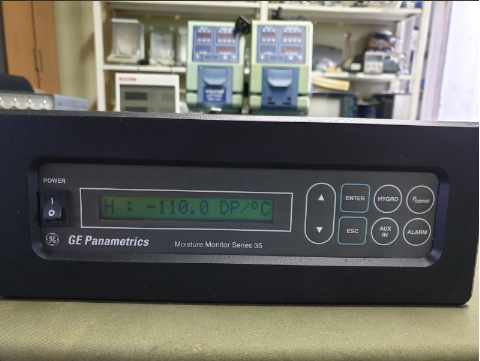 POWER
I
O
H : -110.0 DP/°C
ENTER
HYGRO
ESC
AUX
IN
ALARM
GE Panametrics
Moisture Monitor Series 35